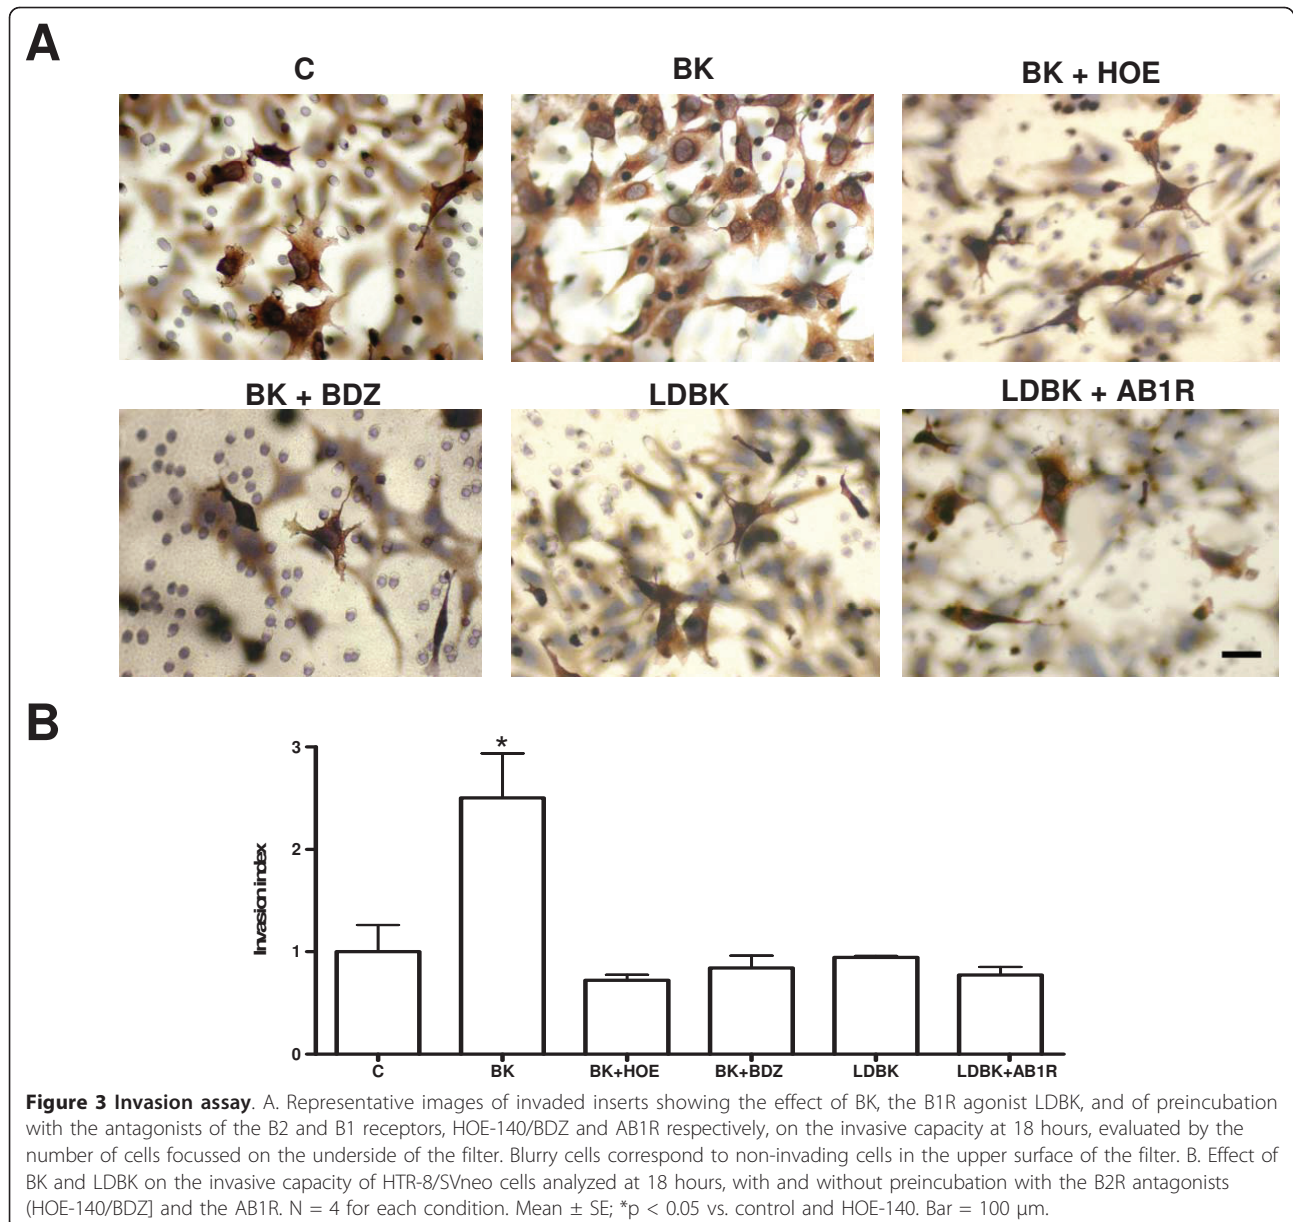 A
C
BK
BK + HOE
BK + BDZ
LDBK
LDBK + AB1R
B
3
*
2
Invasion index
1
0
C
BK
BK+HOE
BK+BDZ
LDBK
LDBK+AB1R
Figure 3 Invasion assay. A. Representative images of invaded inserts showing the effect of BK, the B1R agonist LDBK, and of preincubation
with the antagonists of the B2 and B1 receptors, HOE-140/BDZ and AB1R respectively, on the invasive capacity at 18 hours, evaluated by the
number of cells focussed on the underside of the filter. Blurry cells correspond to non-invading cells in the upper surface of the filter. B. Effect of
BK and LDBK on the invasive capacity of HTR-8/SVneo cells analyzed at 18 hours, with and without preincubation with the B2R antagonists
(HOE-140/BDZ] and the AB1R. N = 4 for each condition. Mean ± SE; *p < 0.05 vs. control and HOE-140. Bar = 100 μm.